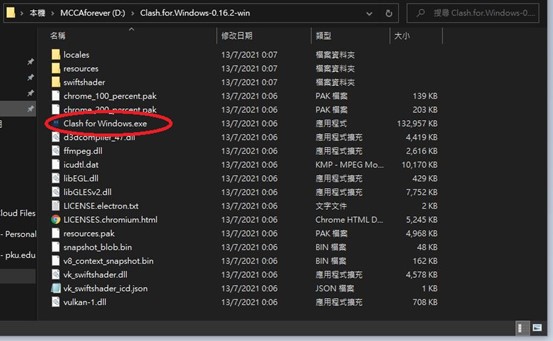 本機 > MCCAforever (D:) > Clash.for.Windows-0.16.2-win
搜尋 Clash.for.Windows-0....
名稱 修改日期 類型 大小
locales 13/7/2021 0:07 檔案資料夾
resources 13/7/2021 0:07 檔案資料夾
swiftshader 13/7/2021 0:07 檔案資料夾
chrome_100_percent.pak 13/7/2021 0:06 PAK 檔案 139 KB
chrome_200_percent.pak 13/7/2021 0:06 PAK 檔案 203 KB
Clash for Windows.exe 13/7/2021 0:06 應用程式 132,957 KB
d3dcompiler_47.dll 13/7/2021 0:06 應用程式擴充 4,419 KB
ffmpeg.dll 13/7/2021 0:06 應用程式擴充 2,616 KB
icudtl.dat 13/7/2021 0:06 KMP - MPEG Mo... 10,170 KB
libEGL.dll 13/7/2021 0:06 應用程式擴充 429 KB
libGLESv2.dll 13/7/2021 0:06 應用程式擴充 7,752 KB
LICENSE.electron.txt 13/7/2021 0:06 文字文件 2 KB
LICENSES.chromium.html 13/7/2021 0:06 Chrome HTML D... 5,245 KB
resources.pak 13/7/2021 0:06 PAK 檔案 4,968 KB
snapshot_blob.bin 13/7/2021 0:06 BIN 檔案 48 KB
v8_context_snapshot.bin 13/7/2021 0:06 BIN 檔案 162 KB
vk_swiftshader.dll 13/7/2021 0:06 應用程式擴充 4,578 KB
vk_swiftshader_icd.json 13/7/2021 0:06 JSON 檔案 1 KB
vulkan-1.dll 13/7/2021 0:06 應用程式擴充 708 KB
Cloud Files
- Personal
- pku.edu